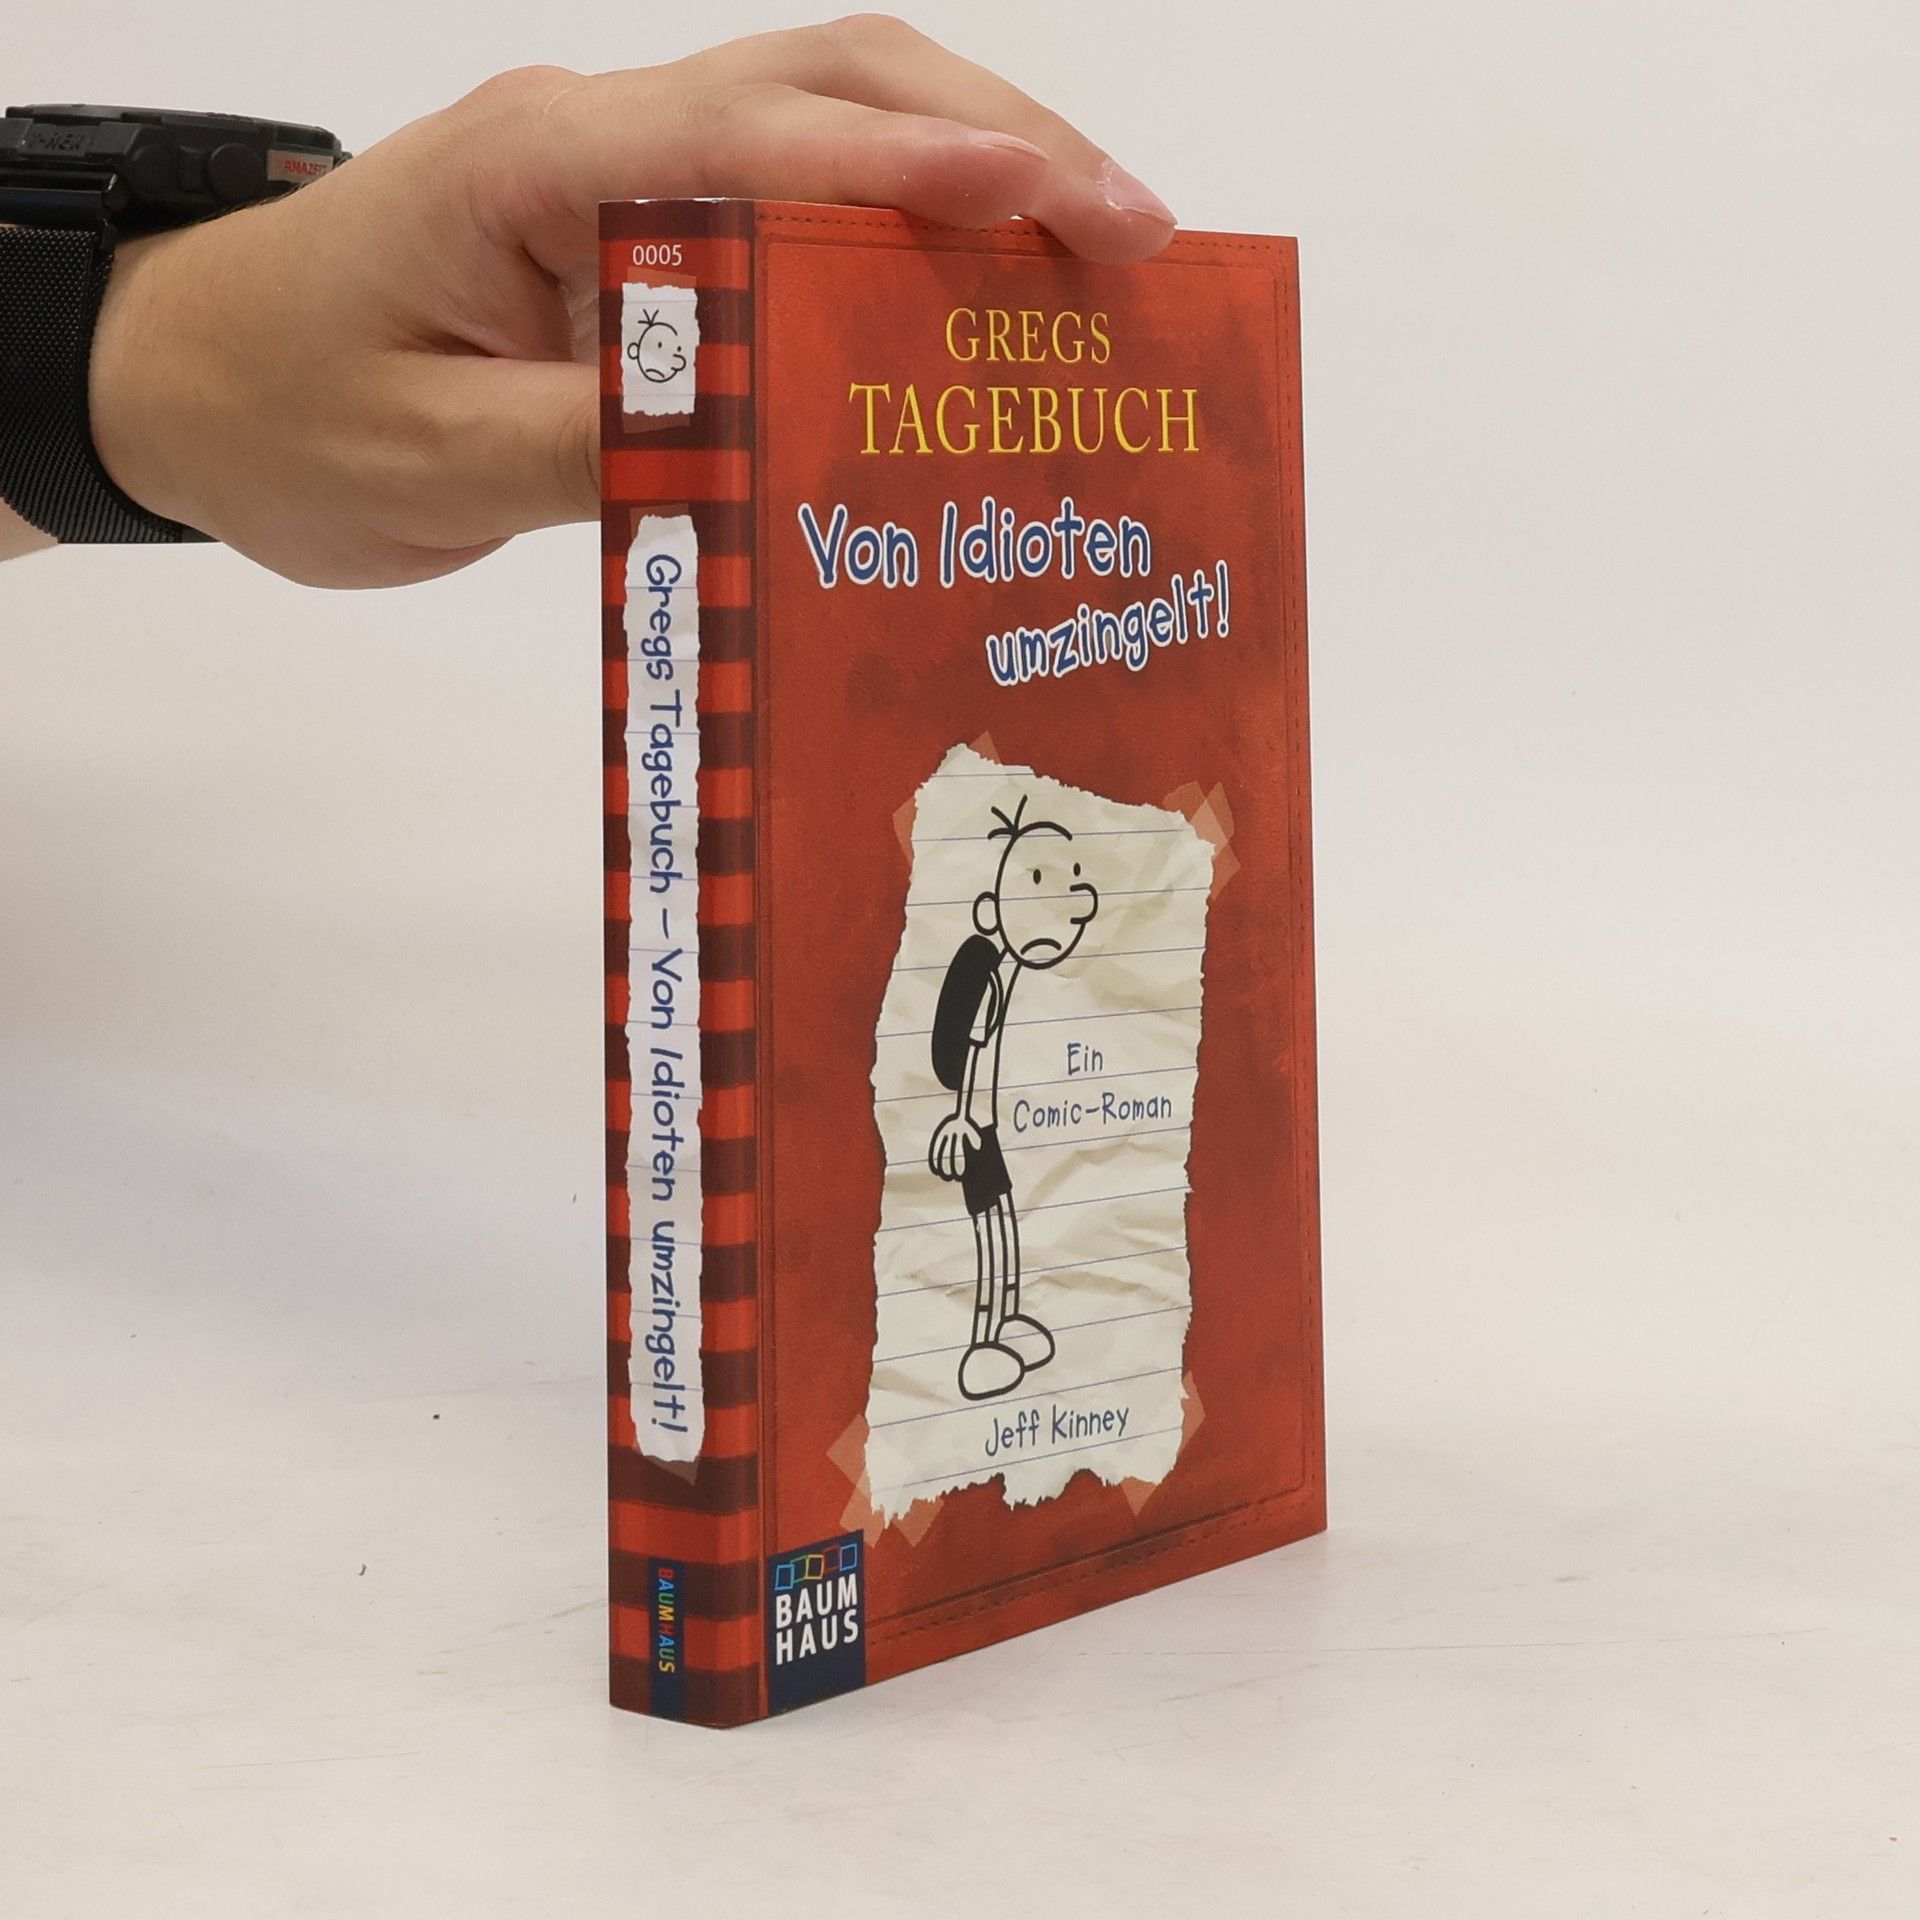 AMAZFIT
0005
Gregs Tagebuch – Von Idioten umzingelt!
BAUMHAUS
GREGS
TAGEBUCH
Von Idioten
umzingelt!
Ein
Comic-Roman
Jeff Kinney
BAUM
HAUS